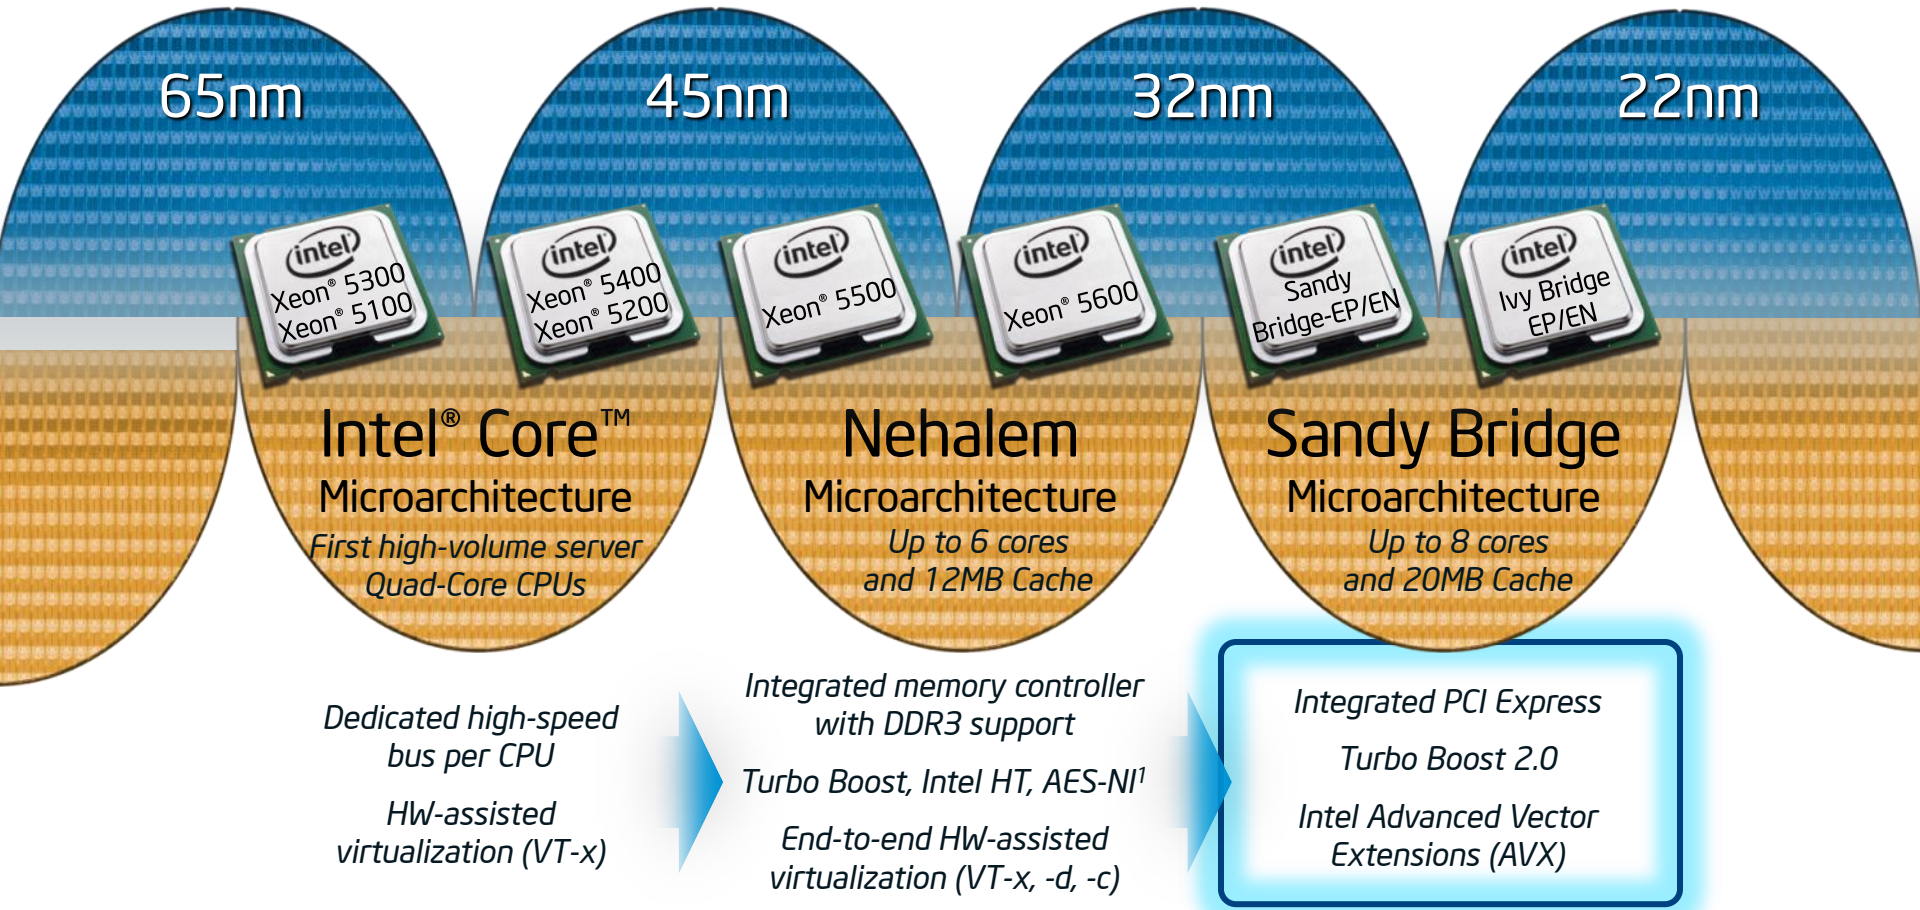 65nm
45nm
32nm
22nm
intel
Xeon® 5300
Xeon® 5100
intel
Xeon® 5400
Xeon® 5200
intel
Xeon® 5500
intel
Xeon® 5600
intel
Sandy
Bridge-EP/EN
intel
Ivy Bridge
EP/EN
Intel® Core™
Microarchitecture
First high-volume server
Quad-Core CPUs
Nehalem
Microarchitecture
Up to 6 cores
and 12MB Cache
Sandy Bridge
Microarchitecture
Up to 8 cores
and 20MB Cache
Dedicated high-speed
bus per CPU
HW-assisted
virtualization (VT-x)
Integrated memory controller
with DDR3 support
Turbo Boost, Intel HT, AES-NI¹
End-to-end HW-assisted
virtualization (VT-x, -d, -c)
Integrated PCI Express
Turbo Boost 2.0
Intel Advanced Vector
Extensions (AVX)